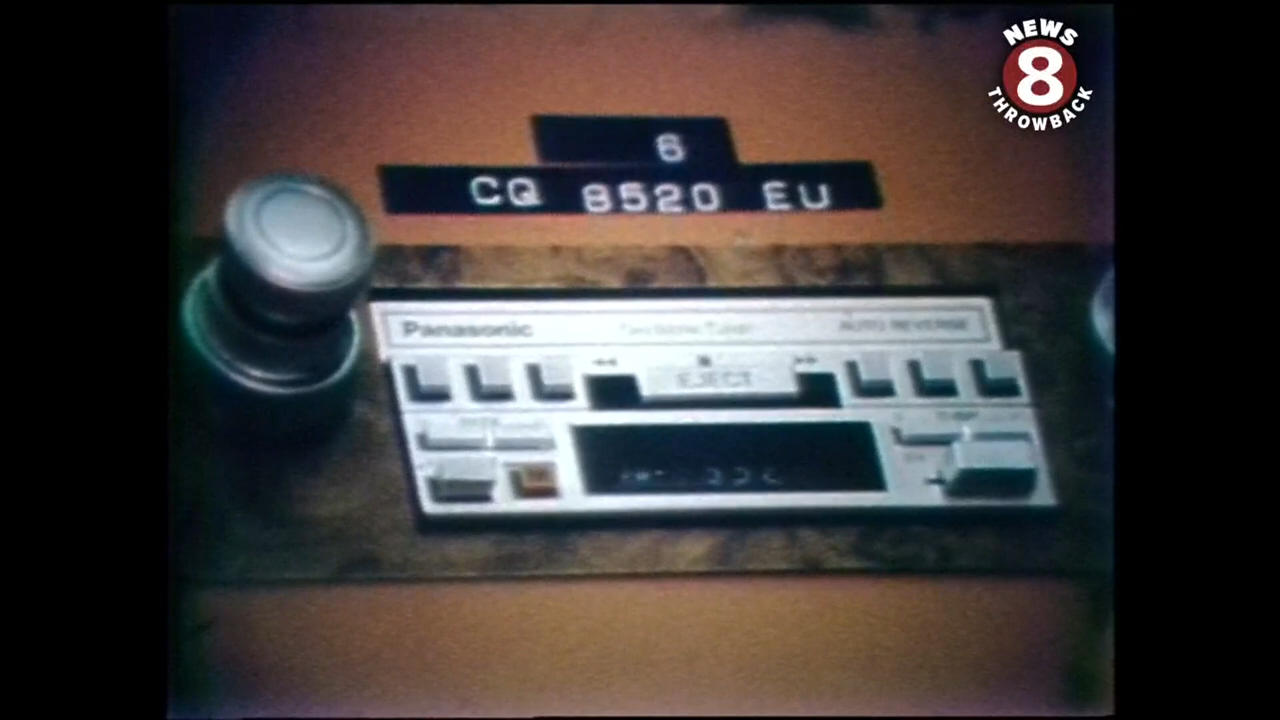 NEWS
8
THROWBACK
6
CQ 8520 EU
Panasonic
AUTO REVERSE
EJECT